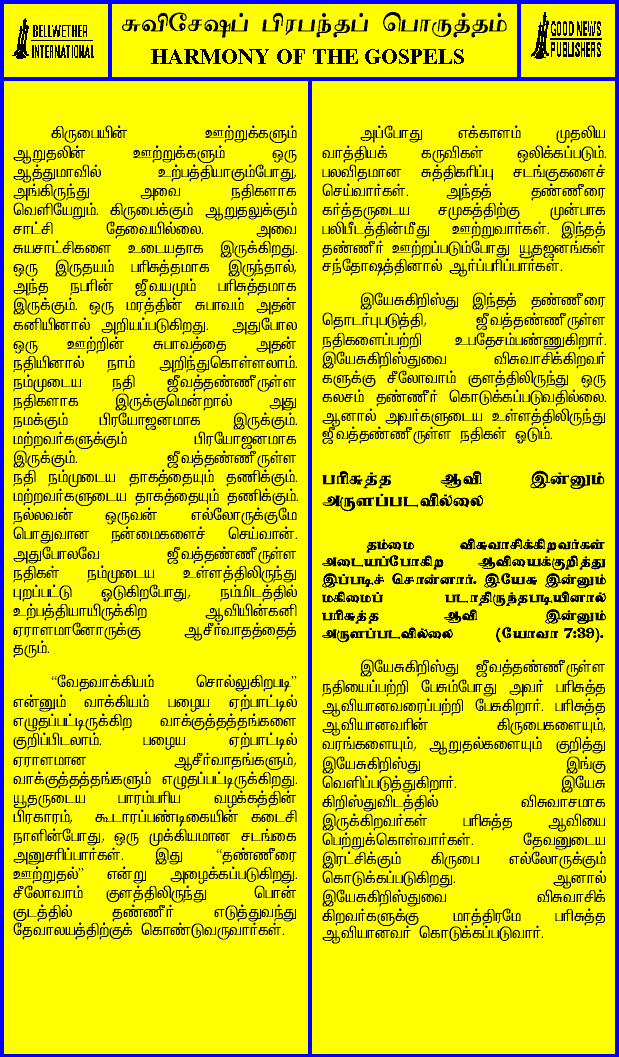 BELLWETHER
INTERNATIONAL
சுவிசேஷப் பிரபந்தப் பொருத்தம்
HARMONY OF THE GOSPELS
GOOD NEWS
PUBLISHERS
கிருபையின் ஊற்றுக்களும்
ஆறுதலின் ஊற்றுக்களும் ஒரு
ஆத்துமாவில் உற்பத்தியாகும்போது,
அங்கிருந்து அவை நதிகளாக
வெளியேறும். கிருபைக்கும் ஆறுதலுக்கும்
சாட்சி தேவையில்லை. அவை
சுயசாட்சிகளை உடையதாக இருக்கிறது.
ஒரு இருதயம் பரிசுத்தமாக இருந்தால்,
அந்த நபரின் ஜீவயமும் பரிசுத்தமாக
இருக்கும். ஒரு மரத்தின் சுபாவம் அதன்
கனியினால் அறியப்படுகிறது. அதுபோல
ஒரு ஊற்றின் சுபாவத்தை அதன்
நதியினால் நாம் அறிந்துகொள்ளலாம்.
நம்முடைய நதி ஜீவத்தண்ணீருள்ள
நதிகளாக இருக்குமென்றால் அது
நமக்கும் பிரயோஜனமாக இருக்கும்.
மற்றவர்களுக்கும் பிரயோஜனமாக
இருக்கும். ஜீவத்தண்ணீருள்ள
நதி நம்முடைய தாகத்தையும் தணிக்கும்.
மற்றவர்களுடைய தாகத்தையும் தணிக்கும்.
நல்லவன் ஒருவன் எல்லோருக்குமே
பொதுவான நன்மைகளைச் செய்வான்.
அதுபோலவே ஜீவத்தண்ணீருள்ள
நதிகள் நம்முடைய உள்ளத்திலிருந்து
புறப்பட்டு ஓடுகிறபோது, நம்மிடத்தில்
உற்பத்தியாயிருக்கிற ஆவியின்கனி
ஏராளமானோருக்கு ஆசீர்வாதத்தைத்
தரும்.
“வேதவாக்கியம் சொல்லுகிறபடி”
என்னும் வாக்கியம் பழைய ஏற்பாட்டில்
எழுதப்பட்டிருக்கிற வாக்குத்தத்தங்களை
குறிப்பிடலாம். பழைய ஏற்பாட்டில்
ஏராளமான ஆசீர்வாதங்களும்,
வாக்குத்தத்தங்களும் எழுதப்பட்டிருக்கிறது.
யூதருடைய பாரம்பரிய வழக்கத்தின்
பிரகாரம், கூடாரப்பண்டிகையின் கடைசி
நாளின்போது, ஒரு முக்கியமான சடங்கை
அனுசரிப்பார்கள். இது “தண்ணீரை
ஊற்றுதல்” என்று அழைக்கப்படுகிறது.
சீலோவாம் குளத்திலிருந்து பொன்
குடத்தில் தண்ணீர் எடுத்துவந்து
தேவாலயத்திற்குக் கொண்டுவருவார்கள்.
அப்போது எக்காளம் முதலிய
வாத்தியக் கருவிகள் ஒலிக்கப்படும்.
பலவிதமான சுத்திகரிப்பு சடங்குகளைச்
செய்வார்கள். அந்தத் தண்ணீரை
கர்த்தருடைய சமுகத்திற்கு முன்பாக
பலிபீடத்தின்மீது ஊற்றுவார்கள். இந்தத்
தண்ணீர் ஊற்றப்படும்போது யூதஜனங்கள்
சந்தோஷத்தினால் ஆர்ப்பரிப்பார்கள்.
இயேசுகிறிஸ்து இந்தத் தண்ணீரை
தொடர்புபடுத்தி, ஜீவத்தண்ணீருள்ள
நதிகளைப்பற்றி உபதேசம்பண்ணுகிறார்.
இயேசுகிறிஸ்துவை விசுவாசிக்கிறவர்
களுக்கு சீலோவாம் குளத்திலிருந்து ஒரு
கலசம் தண்ணீர் கொடுக்கப்படுவதில்லை.
ஆனால் அவர்களுடைய உள்ளத்திலிருந்து
ஜீவத்தண்ணீருள்ள நதிகள் ஓடும்.
பரிசுத்த ஆவி இன்னும்
அருளப்படவில்லை
தம்மை விசுவாசிக்கிறவர்கள்
அடையப்போகிற ஆவியைக்குறித்து
இப்படிச் சொன்னார். இயேசு இன்னும்
மகிமைப் படாதிருந்தபடியினால்
பரிசுத்த ஆவி இன்னும்
அருளப்படவில்லை (யோவா 7:39).
இயேசுகிறிஸ்து ஜீவத்தண்ணீருள்ள
நதியைப்பற்றி பேசும்போது அவர் பரிசுத்த
ஆவியானவரைப்பற்றி பேசுகிறார். பரிசுத்த
ஆவியானவரின் கிருபைகளையும்,
வரங்களையும், ஆறுதல்களையும் குறித்து
இயேசுகிறிஸ்து இங்கு
வெளிப்படுத்துகிறார். இயேசு
கிறிஸ்துவிடத்தில் விசுவாசமாக
இருக்கிறவர்கள் பரிசுத்த ஆவியை
பெற்றுக்கொள்வார்கள். தேவனுடைய
இரட்சிக்கும் கிருபை எல்லோருக்கும்
கொடுக்கப்படுகிறது. ஆனால்
இயேசுகிறிஸ்துவை விசுவாசிக்
கிறவர்களுக்கு மாத்திரமே பரிசுத்த
ஆவியானவர் கொடுக்கப்படுவார்.